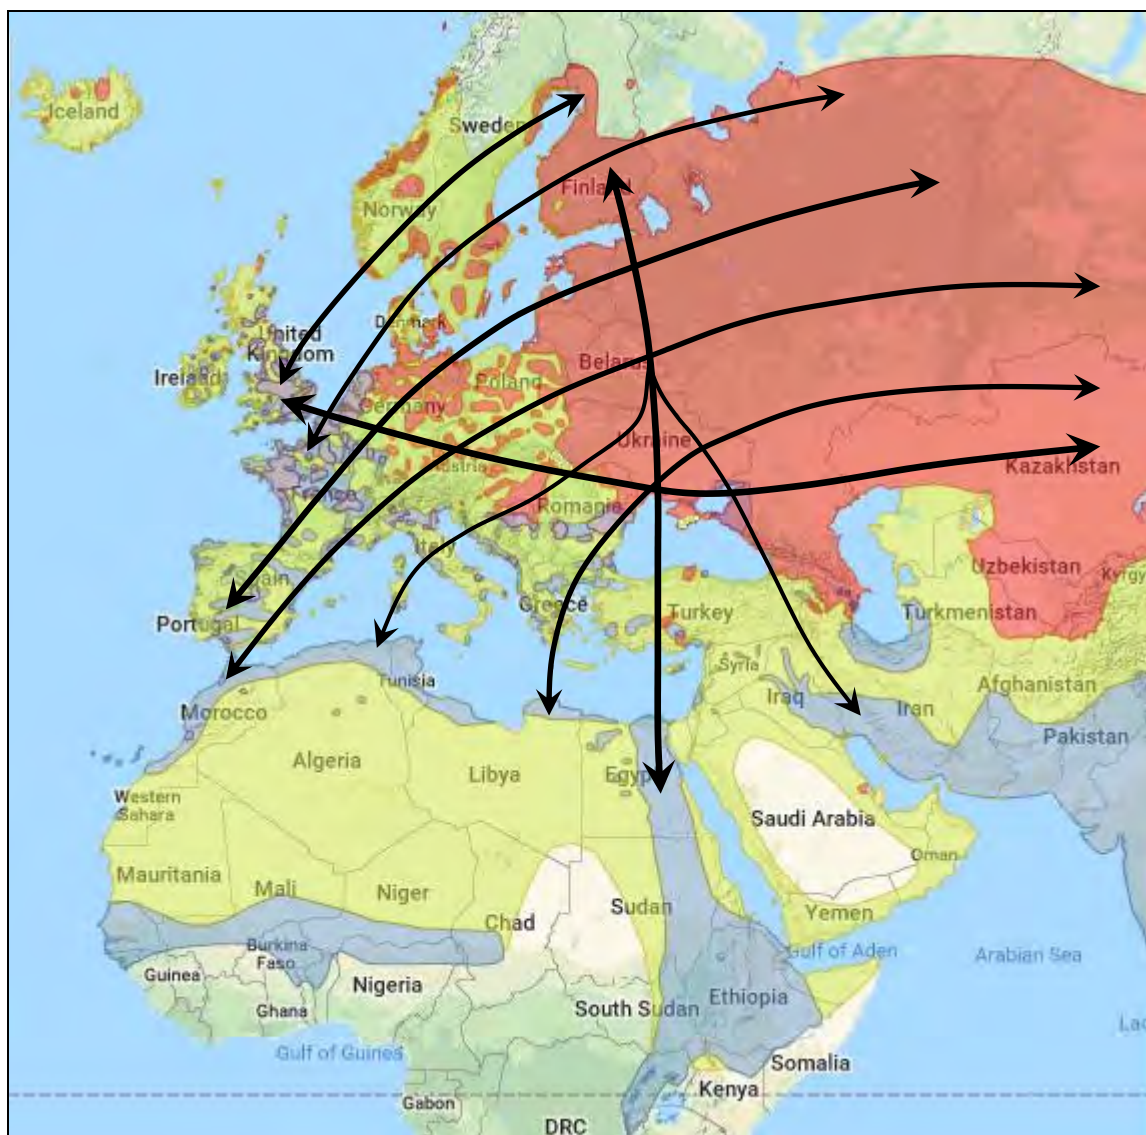 Iceland
Sweden
Finland
Norway
Denmark
United
Kingdom
Ireland
Belarus
Poland
Germany
Ukraine
Austria
Kazakhstan
France
Romania
Italy
Uzbekistan
Kyrgy
Spain
Greece
Turkey
Turkmenistan
Portugal
Syria
Tunisia
Afghanistan
Iraq
Iran
Morocco
Pakistan
Algeria
Libya
Egypt
Western
Sahara
Saudi Arabia
Oman
Mauritania
Mali
Niger
Chad
Sudan
Yemen
Burkina
Faso
Gulf of Aden
Arabian Sea
Guinea
Nigeria
Ethiopia
Ghana
South Sudan
Lac
Gulf of Guinea
Somalia
Kenya
Gabon
DRC